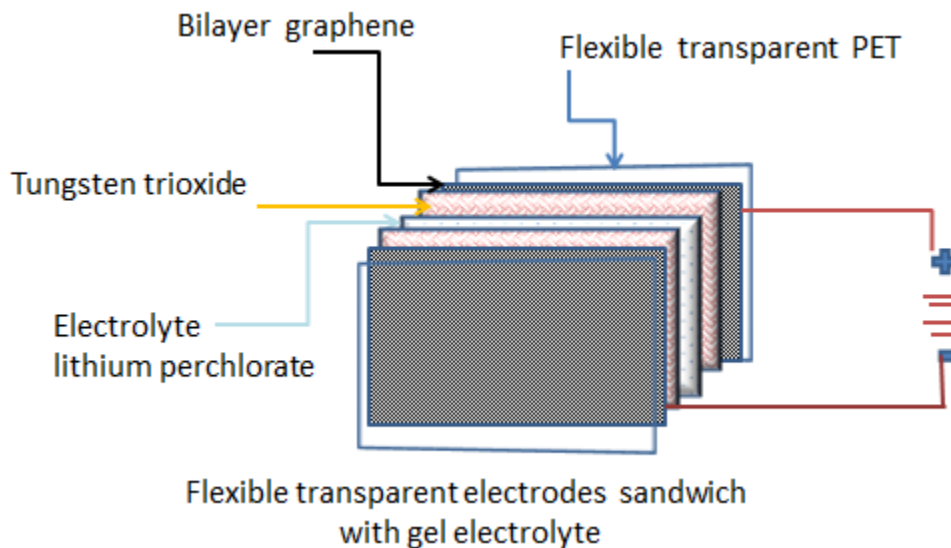 Bilayer graphene
Flexible transparent PET
Tungsten trioxide
Electrolyte
lithium perchlorate
Flexible transparent electrodes sandwich
with gel electrolyte